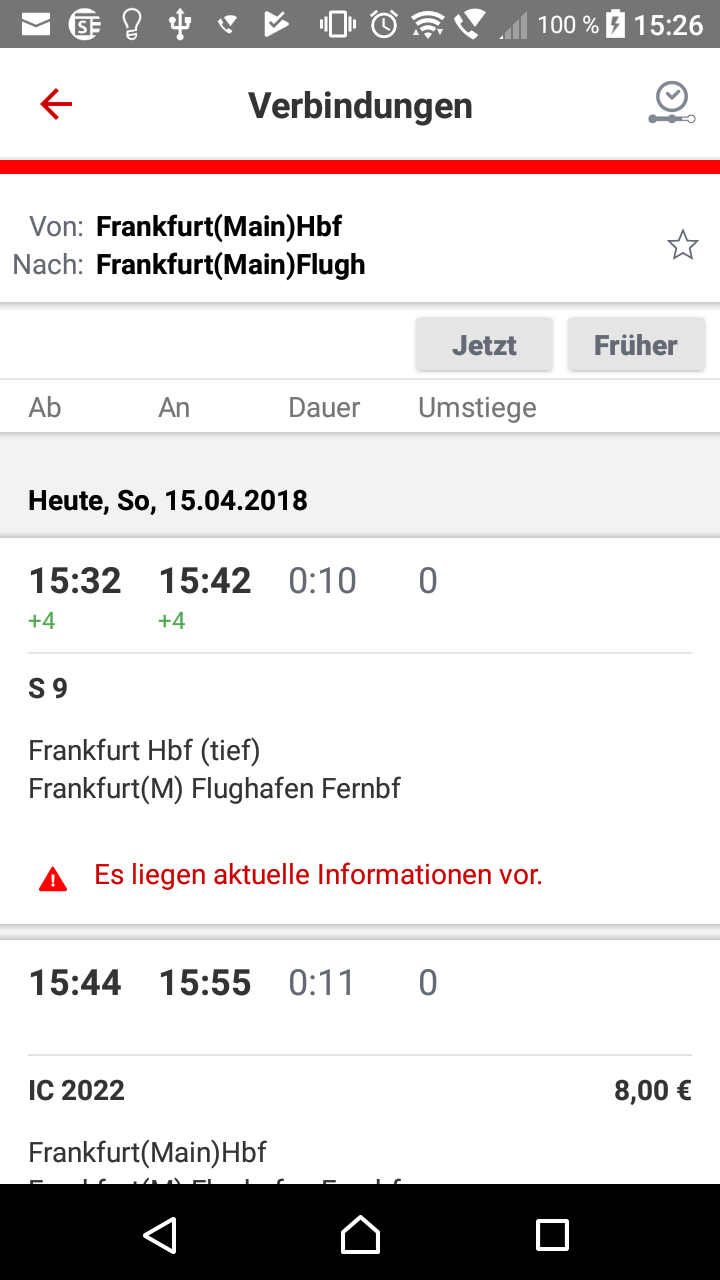 100 % 15:26
Verbindungen
Von: Frankfurt(Main)Hbf
Nach: Frankfurt(Main)Flugh
Jetzt Früher
Ab An Dauer Umstiege
Heute, So, 15.04.2018
15:32 15:42 0:10 0
+4 +4
S 9
Frankfurt Hbf (tief)
Frankfurt(M) Flughafen Fernbf
Es liegen aktuelle Informationen vor.
15:44 15:55 0:11 0
IC 2022 8,00 €
Frankfurt(Main)Hbf